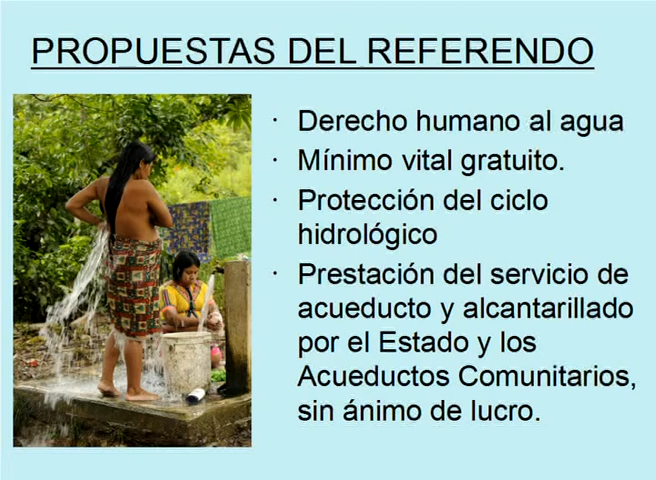 PROPUESTAS DEL REFERENDO
· Derecho humano al agua
· Mínimo vital gratuito.
· Protección del ciclo
hidrológico
· Prestación del servicio de
acueducto y alcantarillado
por el Estado y los
Acueductos Comunitarios,
sin ánimo de lucro.